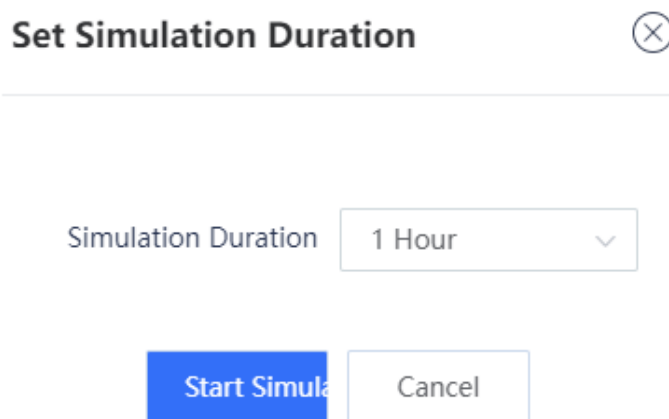 Set Simulation Duration
Simulation Duration
1 Hour
Start Simula
Cancel